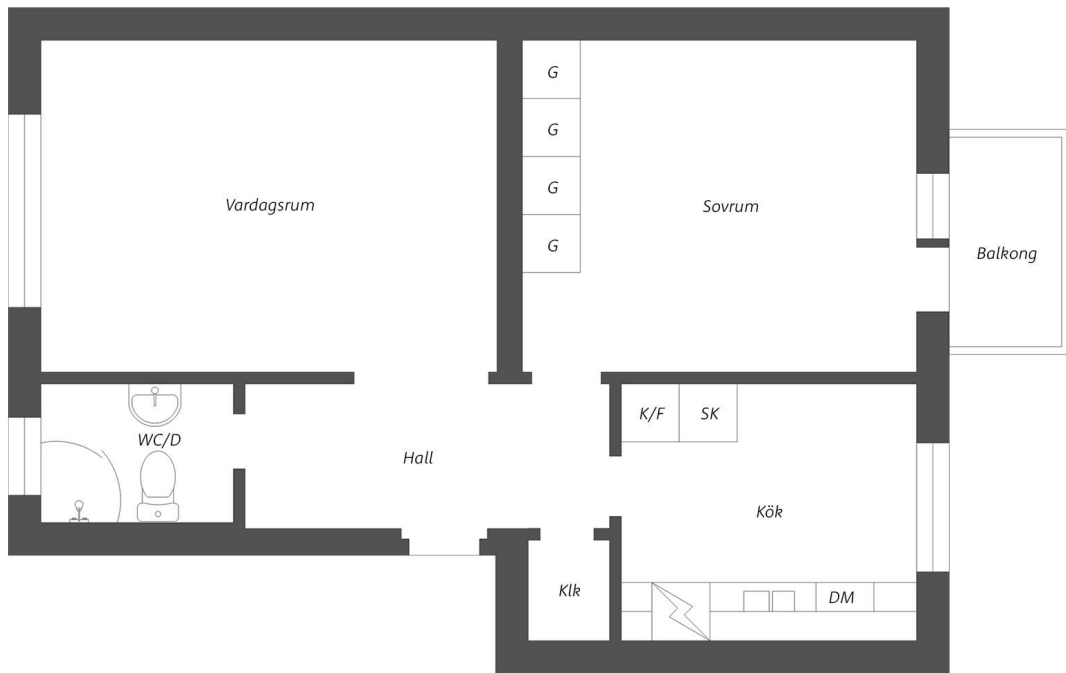 G
G
G
G
Vardagsrum
Sovrum
Balkong
K/F
SK
WC/D
Hall
Kök
Klk
DM